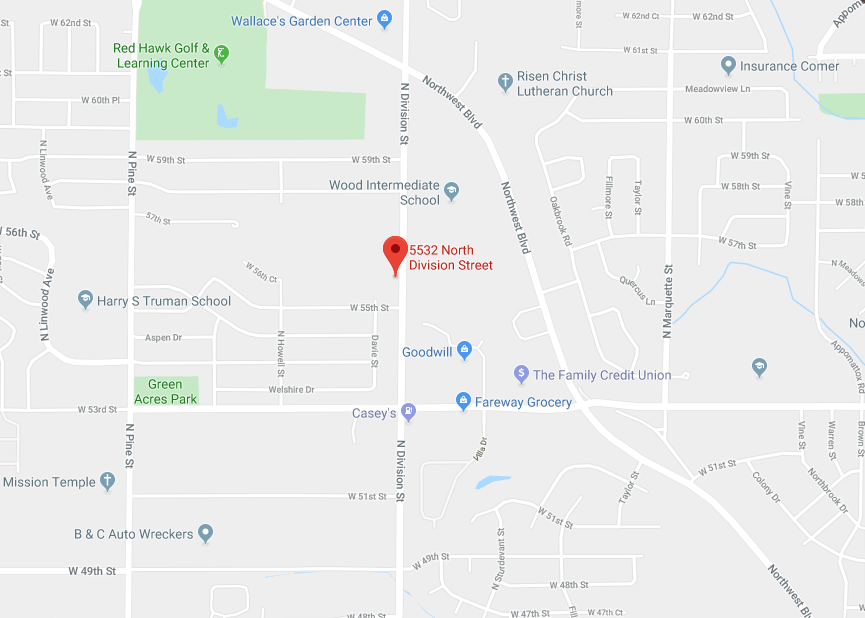 W 62nd St
Wallace's Garden Center
W 62nd Ct
W 62nd St
Red Hawk Golf &
Learning Center
W 61st St
Insurance Corner
Northwest Blvd
Risen Christ
Lutheran Church
Meadowview Ln
W 60th Pl
N Division St
W 60th St
N Linwood Ave
N Pine St
W 59th St
W 59th St
W 59th St
Wood Intermediate
School
Fillmore St
Taylor St
W 58th St
Vine St
W 58th
57th St
Northwest Blvd
Oakbrook Rd
W 57th St
W 56th St
5532 North
Division Street
W 56th Ct
N Linwood Ave
Harry S Truman School
Quercus Ln
N Marquette St
W 55th St
Aspen Dr
N Howell St
Davie St
Goodwill
The Family Credit Union
Appomattox Rd
Green
Acres Park
Welshire Dr
W 53rd St
Casey's
Fareway Grocery
N Pine St
N Division St
Villa Dr
Vine St
Warren St
Brown St
Mission Temple
W 51st St
Taylor St
W 51st St
Colony Dr
Northbrook Dr
W 51st St
B & C Auto Wreckers
N Sturdevant St
W 49th St
W 49th St
W 48th St
Northwest Blvd
W 48th St
W 47th St
W 47th Ct